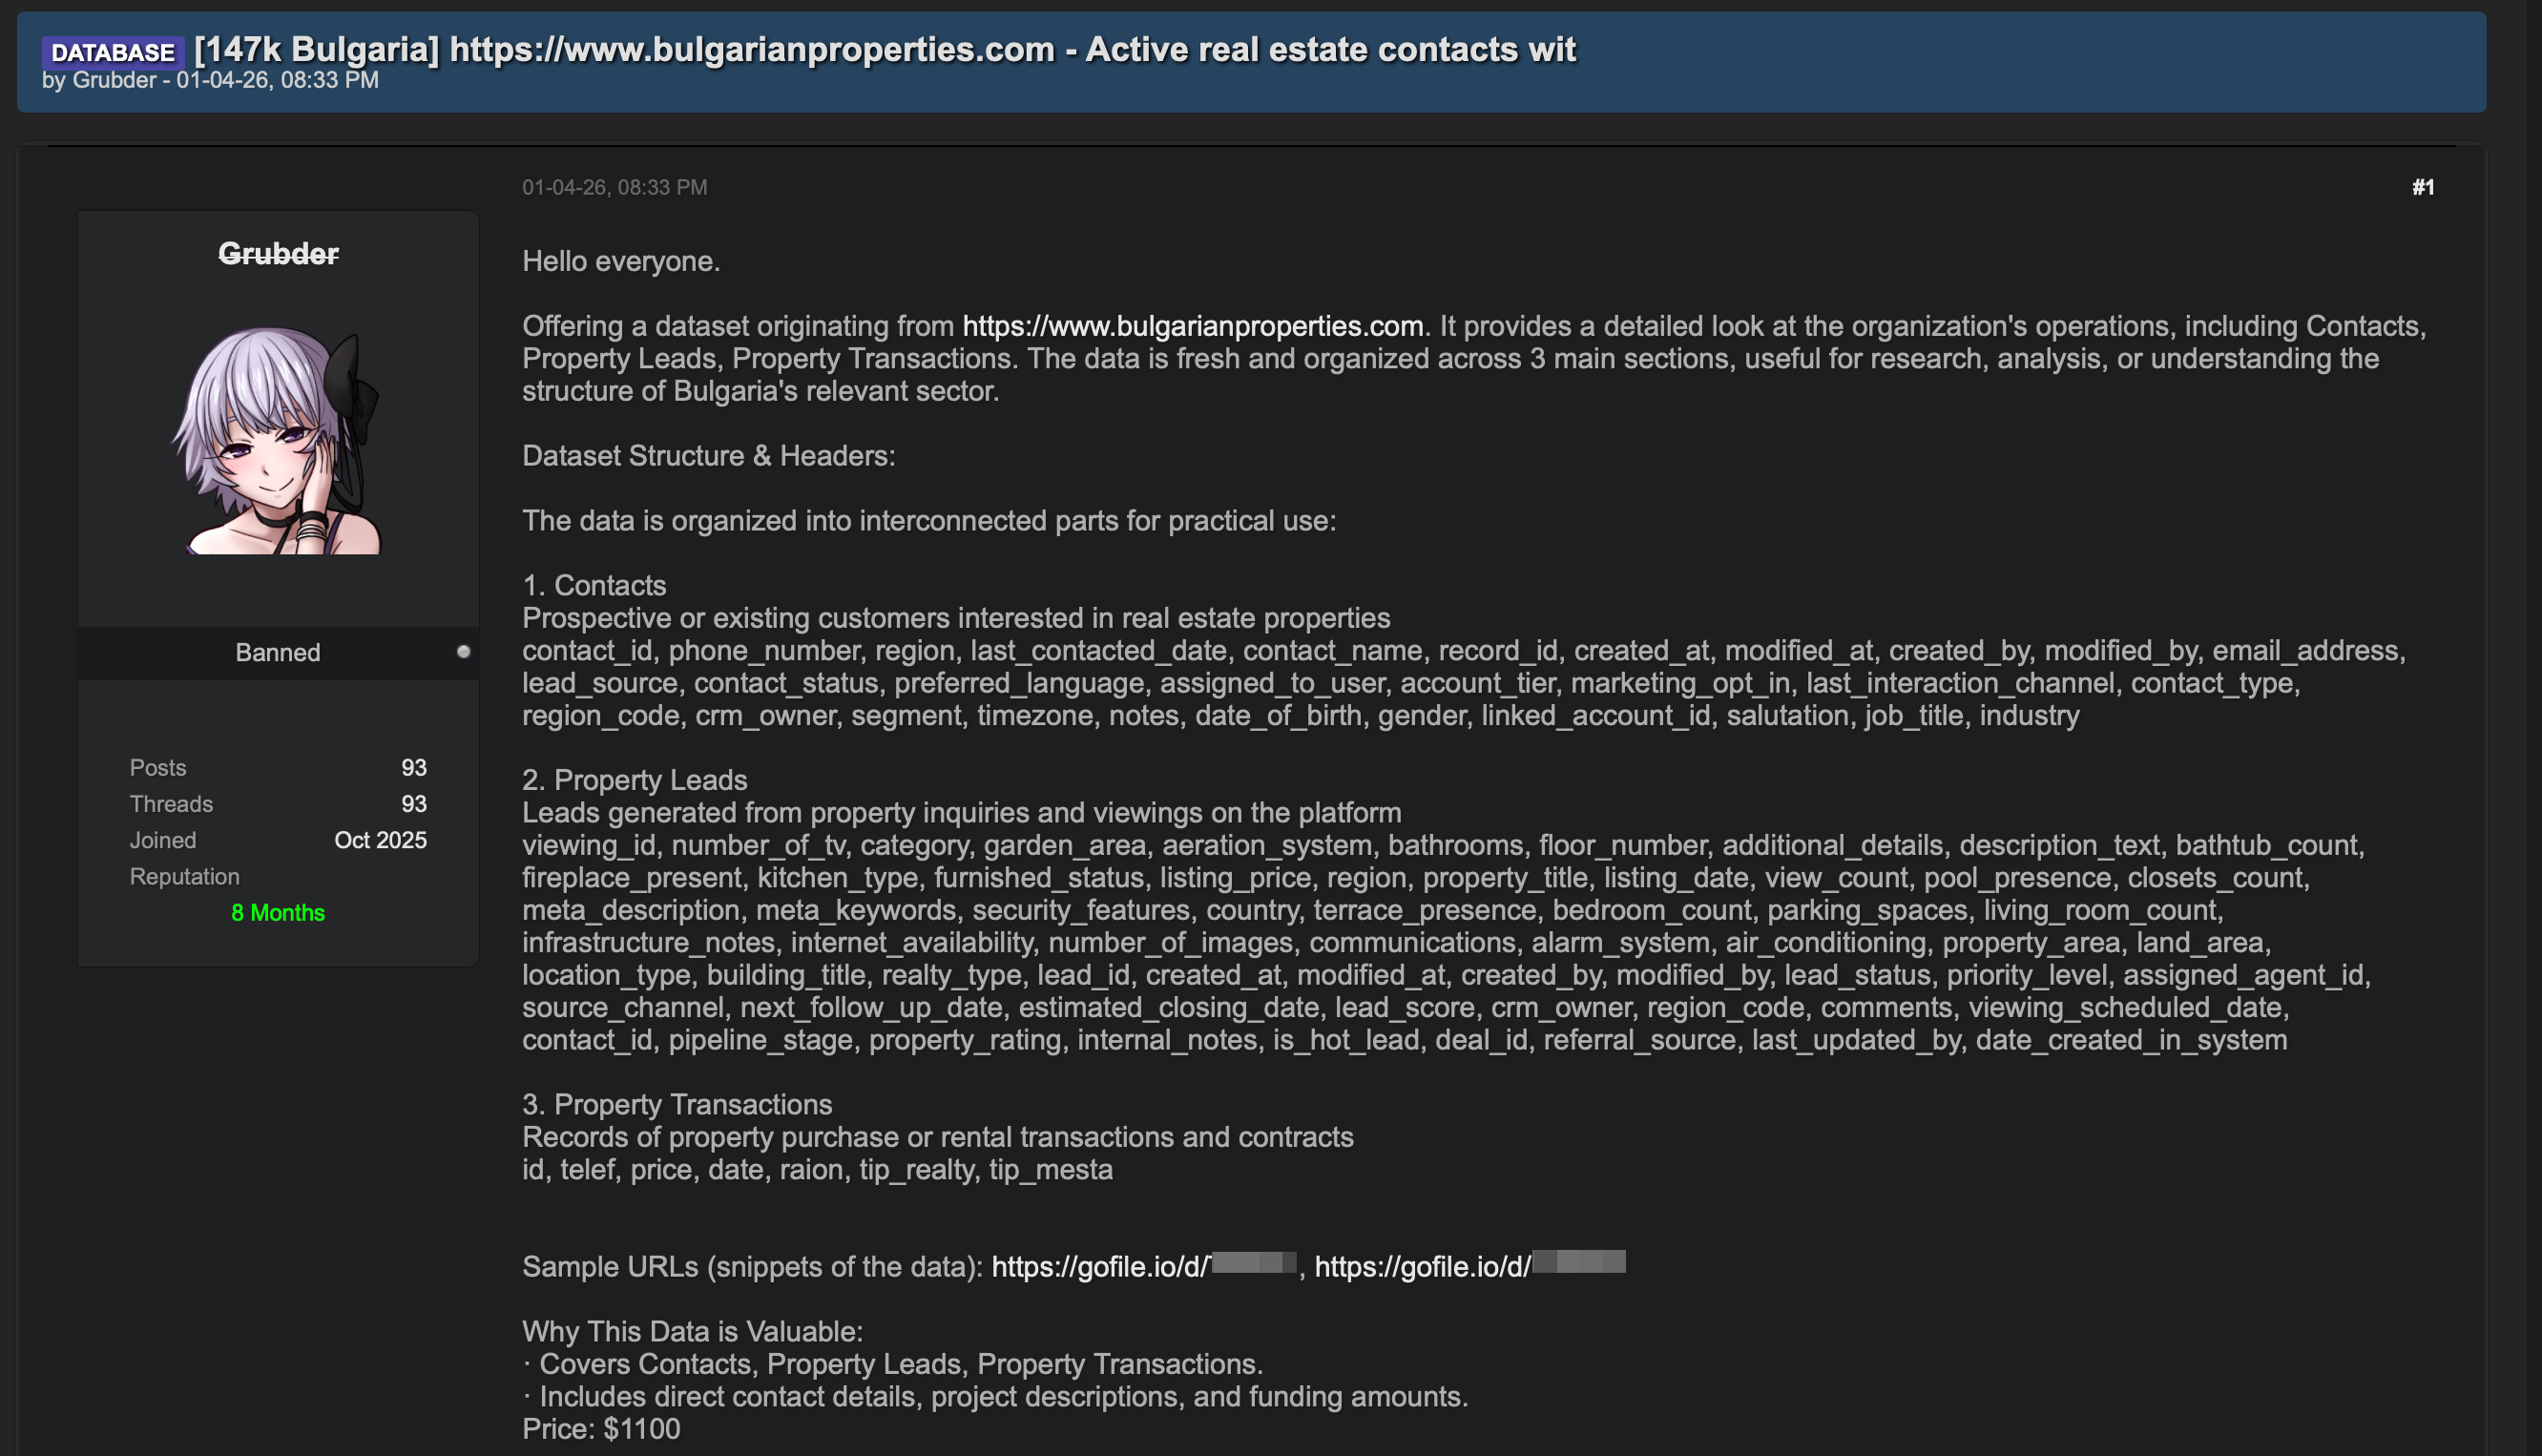 DATABASE [147k Bulgaria] https://www.bulgarianproperties.com - Active real estate contacts wit
by Grubder - 01-04-26, 08:33 PM
01-04-26, 08:33 PM
#1
Grubder
Banned
Posts 93
Threads 93
Joined Oct 2025
Reputation
8 Months
Hello everyone.
Offering a dataset originating from https://www.bulgarianproperties.com. It provides a detailed look at the organization's operations, including Contacts,
Property Leads, Property Transactions. The data is fresh and organized across 3 main sections, useful for research, analysis, or understanding the
structure of Bulgaria's relevant sector.
Dataset Structure & Headers:
The data is organized into interconnected parts for practical use:
1. Contacts
Prospective or existing customers interested in real estate properties
contact_id, phone_number, region, last_contacted_date, contact_name, record_id, created_at, modified_at, created_by, modified_by, email_address,
lead_source, contact_status, preferred_language, assigned_to_user, account_tier, marketing_opt_in, last_interaction_channel, contact_type,
region_code, crm_owner, segment, timezone, notes, date_of_birth, gender, linked_account_id, salutation, job_title, industry
2. Property Leads
Leads generated from property inquiries and viewings on the platform
viewing_id, number_of_tv, category, garden_area, aeration_system, bathrooms, floor_number, additional_details, description_text, bathtub_count,
fireplace_present, kitchen_type, furnished_status, listing_price, region, property_title, listing_date, view_count, pool_presence, closets_count,
meta_description, meta_keywords, security_features, country, terrace_presence, bedroom_count, parking_spaces, living_room_count,
infrastructure_notes, internet_availability, number_of_images, communications, alarm_system, air_conditioning, property_area, land_area,
location_type, building_title, realty_type, lead_id, created_at, modified_at, created_by, modified_by, lead_status, priority_level, assigned_agent_id,
source_channel, next_follow_up_date, estimated_closing_date, lead_score, crm_owner, region_code, comments, viewing_scheduled_date,
contact_id, pipeline_stage, property_rating, internal_notes, is_hot_lead, deal_id, referral_source, last_updated_by, date_created_in_system
3. Property Transactions
Records of property purchase or rental transactions and contracts
id, telef, price, date, raion, tip_realty, tip_mesta
Sample URLs (snippets of the data): https://gofile.io/d/ , https://gofile.io/d/
Why This Data is Valuable:
· Covers Contacts, Property Leads, Property Transactions.
· Includes direct contact details, project descriptions, and funding amounts.
Price: $1100